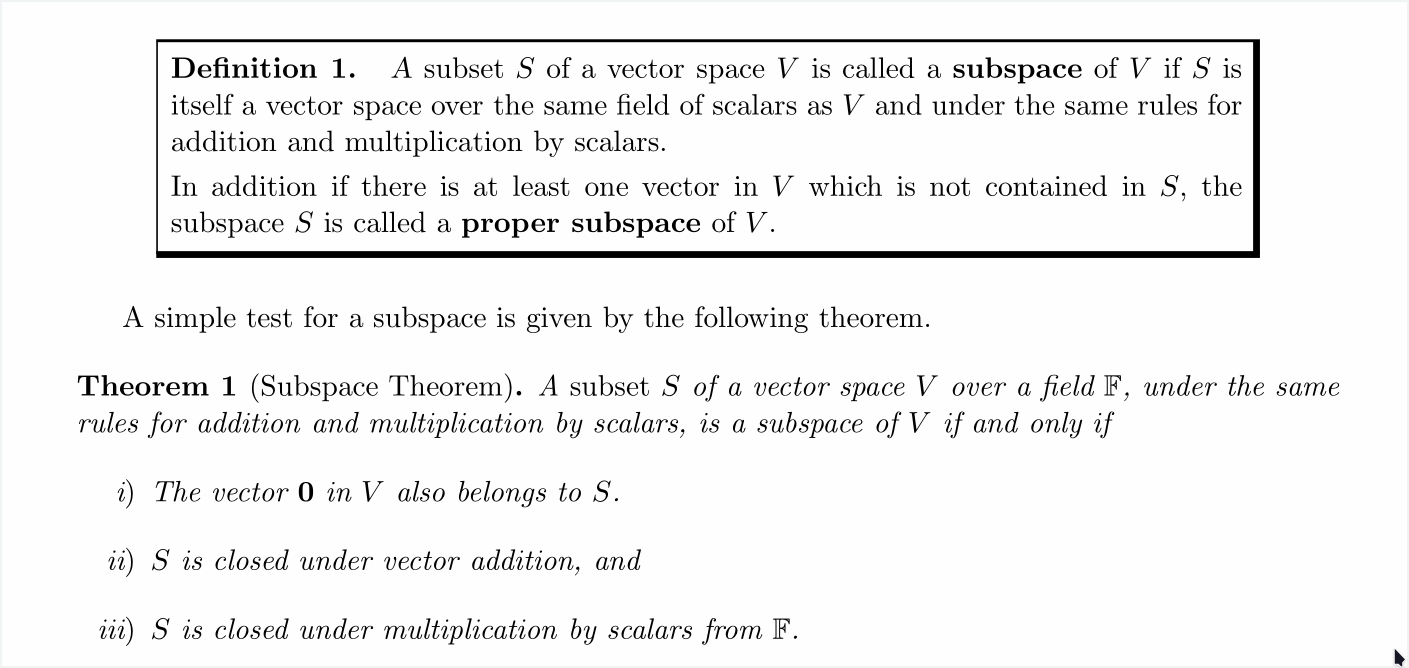 Definition 1. A subset S of a vector space V is called a subspace of V if S is
itself a vector space over the same field of scalars as V and under the same rules for
addition and multiplication by scalars.
In addition if there is at least one vector in V which is not contained in S, the
subspace S is called a proper subspace of V.
A simple test for a subspace is given by the following theorem.
Theorem 1 (Subspace Theorem). A subset S of a vector space V over a field 𝔽, under the same
rules for addition and multiplication by scalars, is a subspace of V if and only if
i) The vector 0 in V also belongs to S.
ii) S is closed under vector addition, and
iii) S is closed under multiplication by scalars from 𝔽.